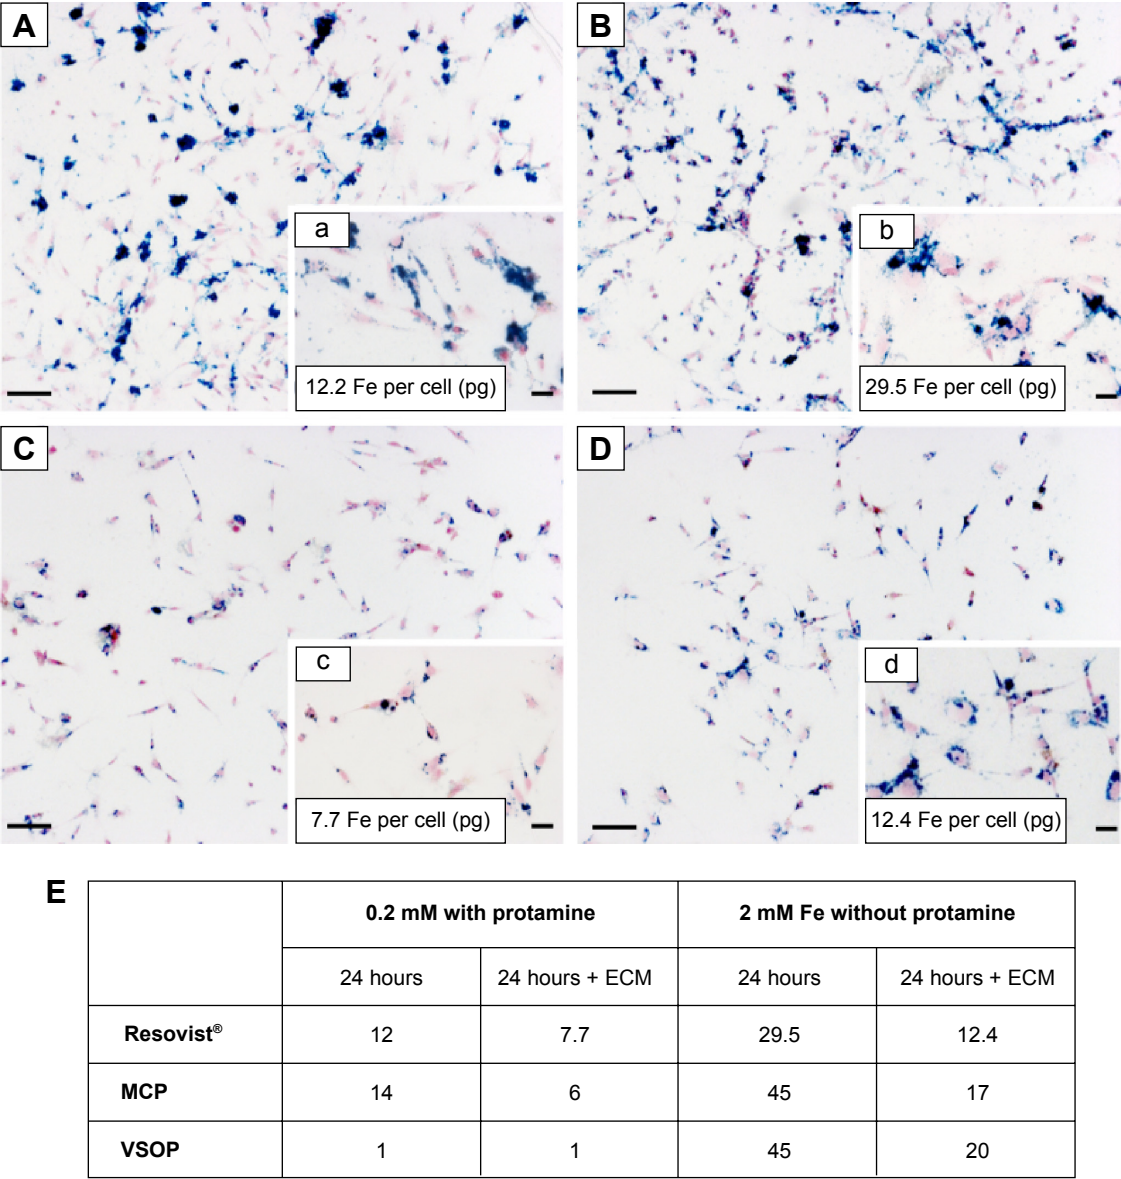 A
B
a
b
12.2 Fe per cell (pg)
29.5 Fe per cell (pg)
C
D
c
d
7.7 Fe per cell (pg)
12.4 Fe per cell (pg)
E
0.2 mM with protamine 2 mM Fe without protamine
24 hours 24 hours + ECM 24 hours 24 hours + ECM
Resovist® 12 7.7 29.5 12.4
MCP 14 6 45 17
VSOP 1 1 45 20